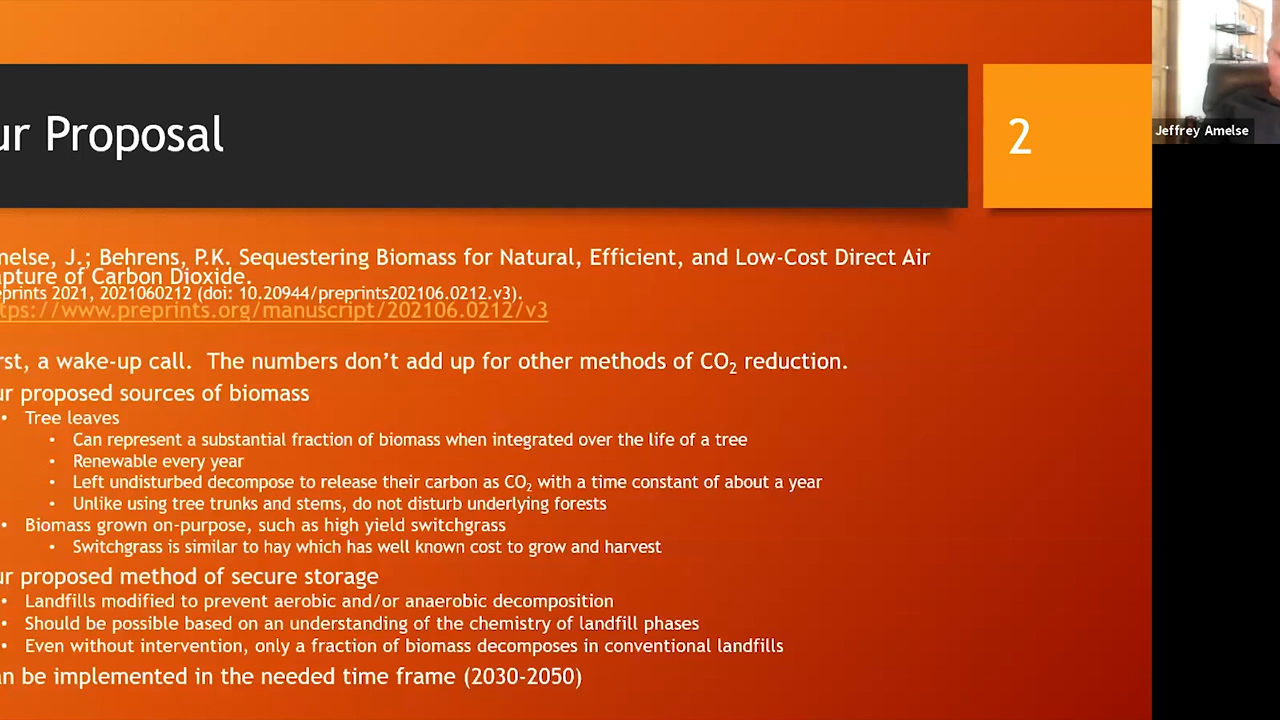 ur Proposal
2
Jeffrey Amelse
melse, J.; Behrens, P.K. Sequestering Biomass for Natural, Efficient, and Low-Cost Direct Air
apture of Carbon Dioxide.
eprints 2021, 2021060212 (doi: 10.20944/preprints202106.0212.v3).
tps://www.preprints.org/manuscript/202106.0212/v3
rst, a wake-up call. The numbers don’t add up for other methods of CO₂ reduction.
ur proposed sources of biomass
• Tree leaves
• Can represent a substantial fraction of biomass when integrated over the life of a tree
• Renewable every year
• Left undisturbed decompose to release their carbon as CO₂ with a time constant of about a year
• Unlike using tree trunks and stems, do not disturb underlying forests
• Biomass grown on-purpose, such as high yield switchgrass
• Switchgrass is similar to hay which has well known cost to grow and harvest
ur proposed method of secure storage
• Landfills modified to prevent aerobic and/or anaerobic decomposition
• Should be possible based on an understanding of the chemistry of landfill phases
• Even without intervention, only a fraction of biomass decomposes in conventional landfills
an be implemented in the needed time frame (2030-2050)